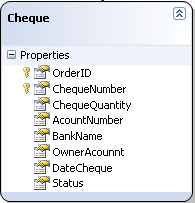 Cheque
Properties
OrderID
ChequeNumber
ChequeQuantity
AcountNumber
BankName
OwnerAcounnt
DateCheque
Status